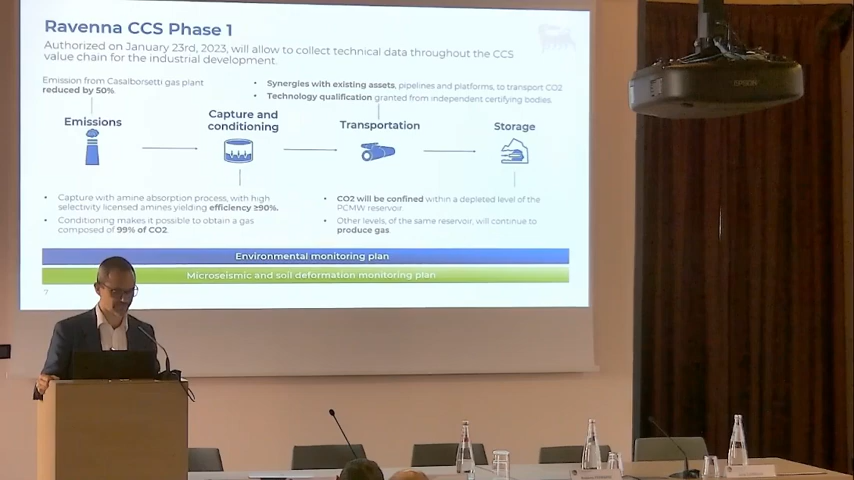 Ravenna CCS Phase 1
Authorized on January 23rd, 2023, will allow to collect technical data throughout the CCS
value chain for the industrial development.
Emission from Casalborsetti gas plant
reduced by 50%
• Synergies with existing assets, pipelines and platforms, to transport CO2
• Technology qualification granted from independent certifying bodies.
Emissions
Capture and
conditioning
Transportation
Storage
• Capture with amine absorption process, with high
selectivity licensed amines yielding efficiency ≥90%.
• Conditioning makes it possible to obtain a gas
composed of 99% of CO2
• CO2 will be confined within a depleted level of the
PCMW reservoir
• Other levels, of the same reservoir, will continue to
produce gas.
Environmental monitoring plan
Microseismic and soil deformation monitoring plan
7
EPSON